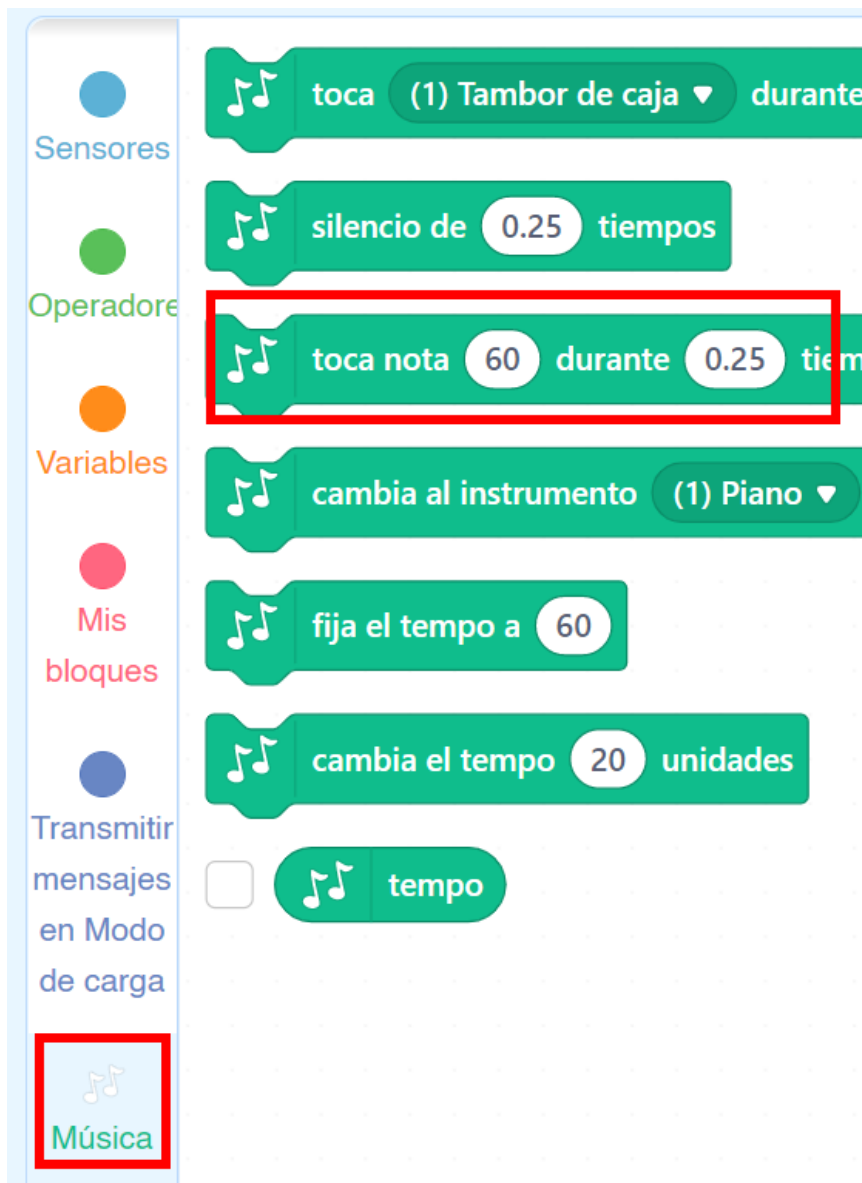 Sensores
Operadore
Variables
Mis
bloques
Transmitir
mensajes
en Modo
de carga
Música
toca (1) Tambor de caja durante
silencio de 0.25 tiempos
toca nota 60 durante 0.25 tiem
cambia al instrumento (1) Piano
fija el tempo a 60
cambia el tempo 20 unidades
tempo